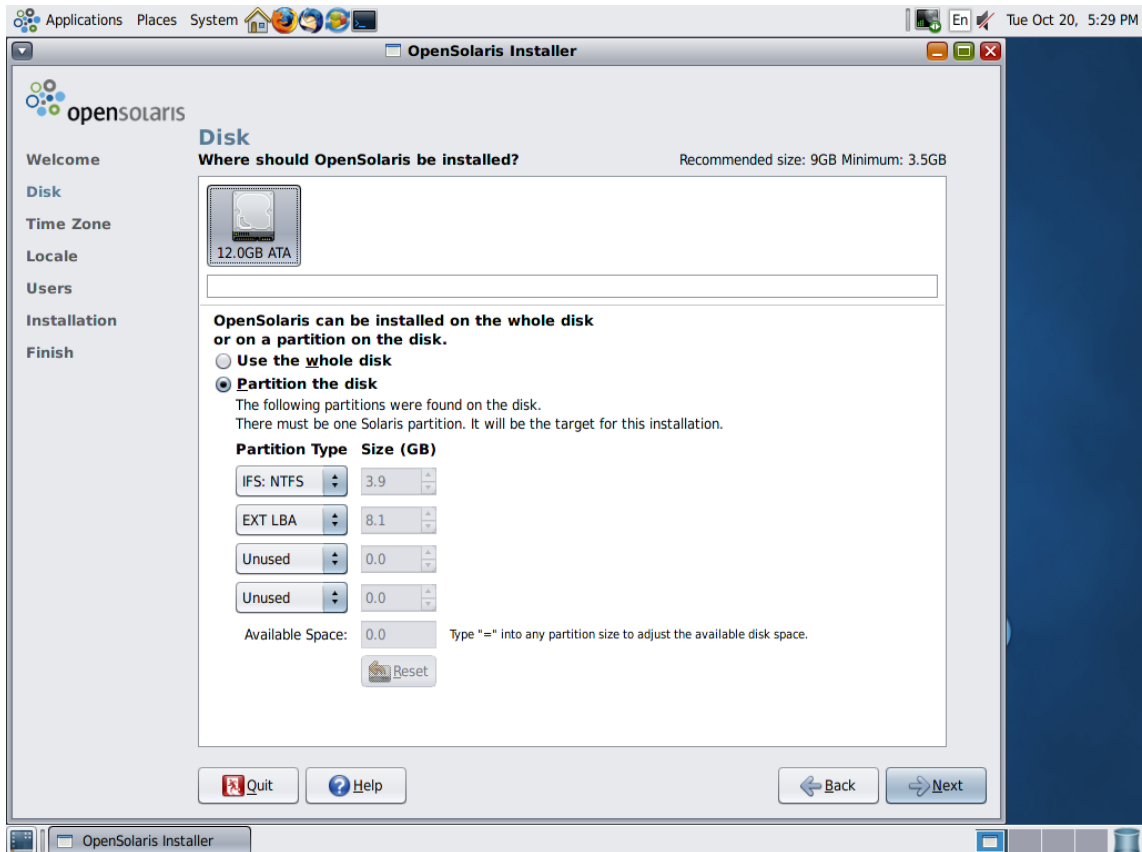 Applications Places System En Tue Oct 20, 5:29 PM
OpenSolaris Installer
opensolaris
Disk
Where should OpenSolaris be installed? Recommended size: 9GB Minimum: 3.5GB
Welcome
Disk
Time Zone
Locale
Users
Installation
Finish
12.0GB ATA
OpenSolaris can be installed on the whole disk
or on a partition on the disk.
Use the whole disk
Partition the disk
The following partitions were found on the disk.
There must be one Solaris partition. It will be the target for this installation.
Partition Type Size (GB)
IFS: NTFS 3.9
EXT LBA 8.1
Unused 0.0
Unused 0.0
Available Space: 0.0 Type "=" into any partition size to adjust the available disk space.
Reset
Quit Help Back Next
OpenSolaris Installer